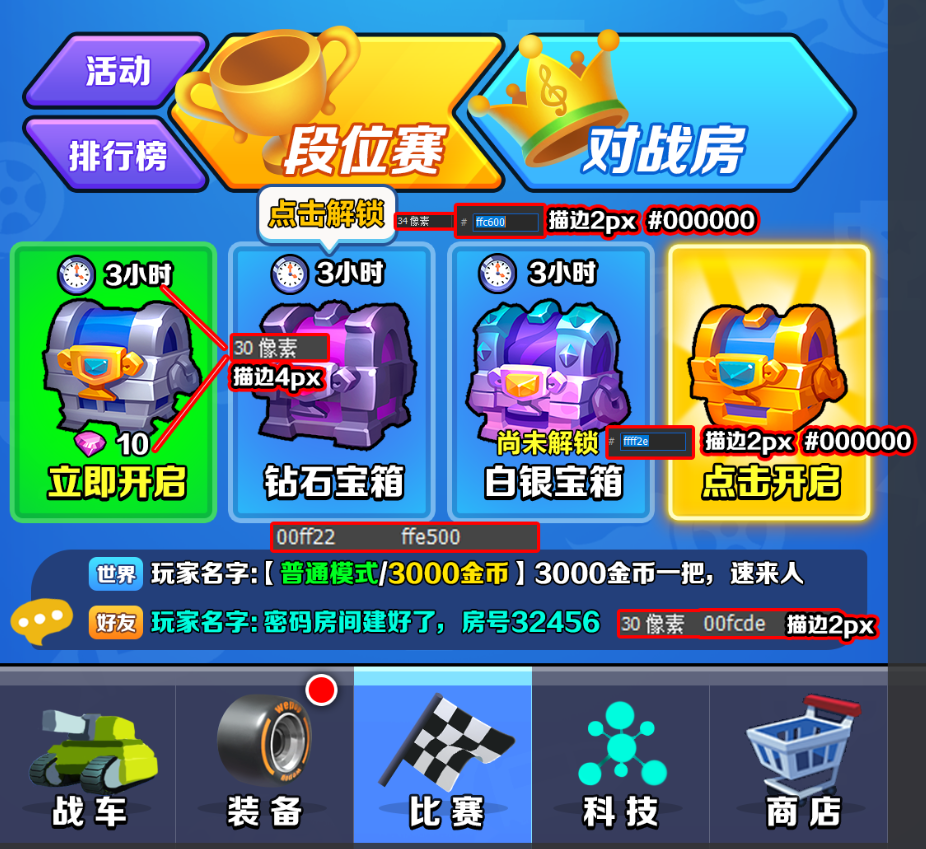 活动
段位赛
对战房
排行榜
点击解锁
34 像素
# ffc600
描边2px #000000
3小时
3小时
3小时
30 像素
描边4px
10
尚未解锁
# ffff2e
描边2px #000000
立即开启
钻石宝箱
白银宝箱
点击开启
00ff22 ffe500
世界 玩家名字:【普通模式/3000金币】3000金币一把，速来人
好友 玩家名字: 密码房间建好了，房号32456
30 像素 00fcde 描边2px
战车
装备
比赛
科技
商店